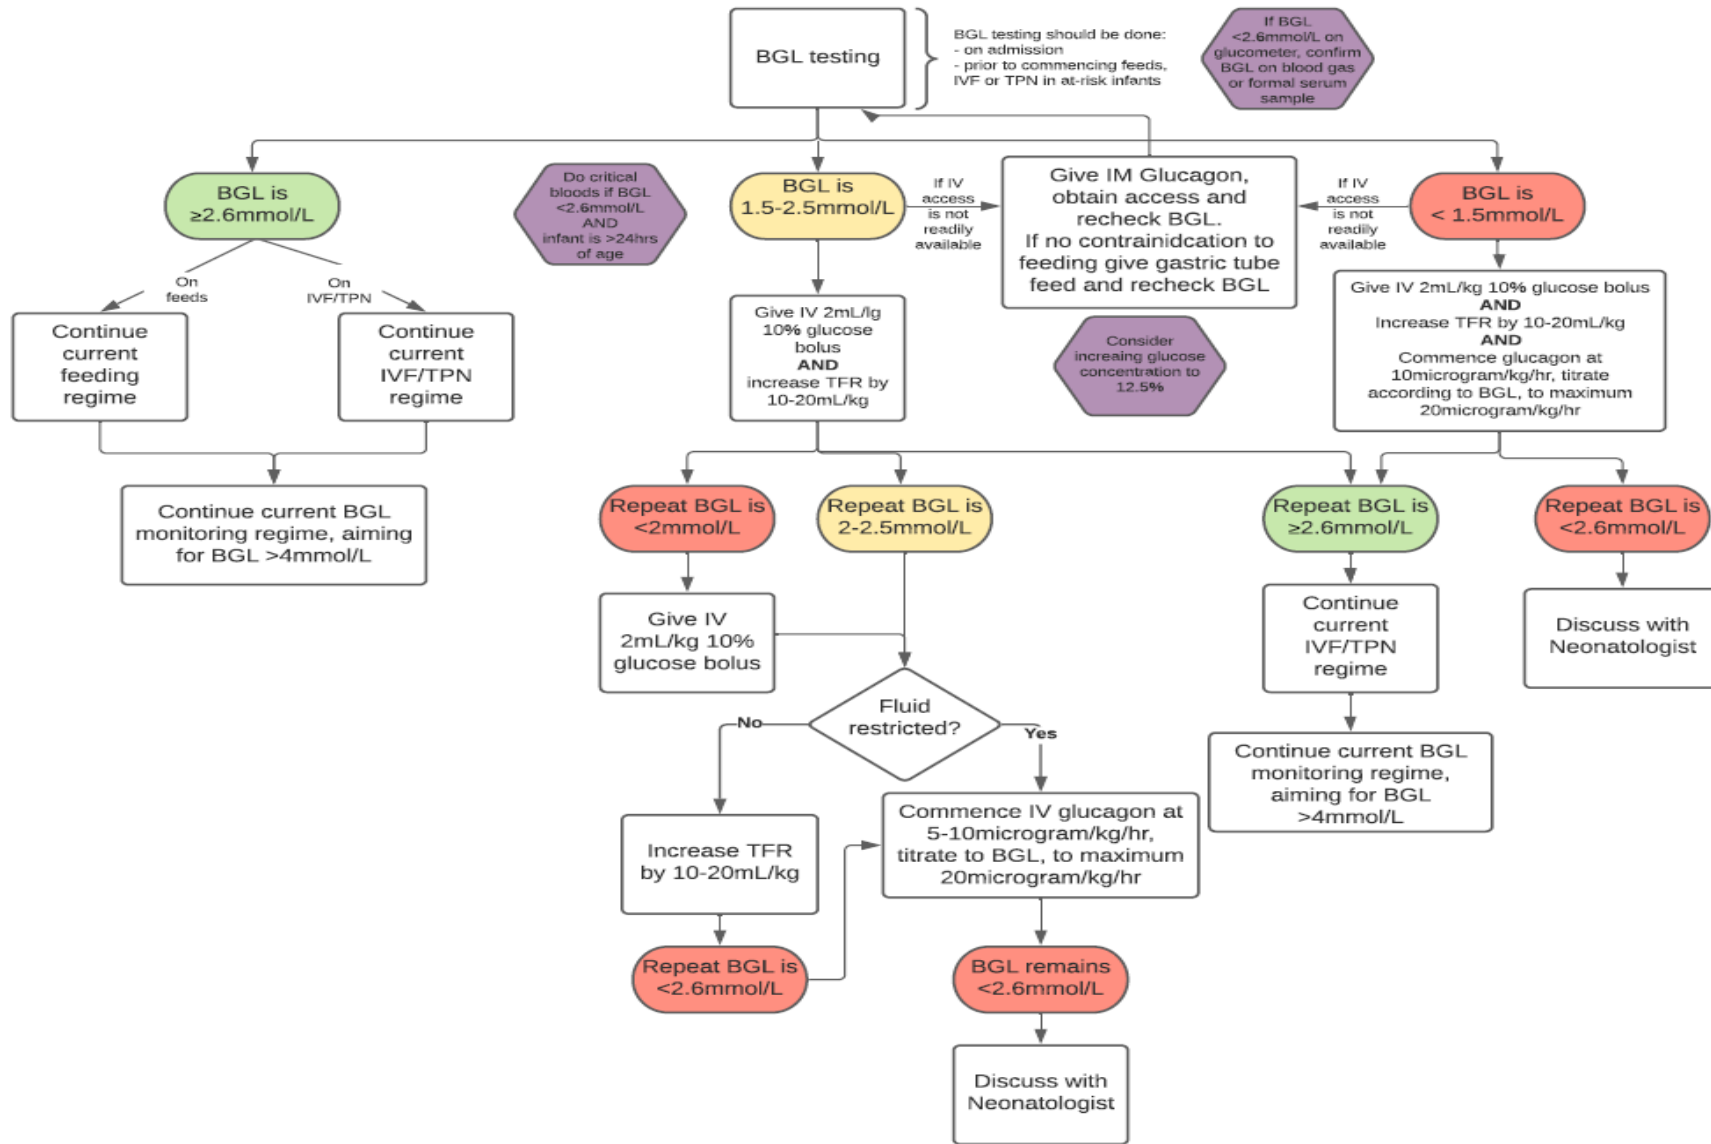 BGL testing
BGL testing should be done:
- on admission
- prior to commencing feeds,
IVF or TPN in at-risk infants
If BGL
<2.6mmol/L on
glucometer, confirm
BGL on blood gas
or formal serum
sample
BGL is
≥2.6mmol/L
Do critical
bloods if BGL
<2.6mmol/L
AND
infant is >24hrs
of age
BGL is
1.5-2.5mmol/L
If IV
access
is not
readily
available
Give IM Glucagon,
obtain access and
recheck BGL.
If no contrainidcation to
feeding give gastric tube
feed and recheck BGL
If IV
access
is not
readily
available
BGL is
< 1.5mmol/L
On
feeds
On
IVF/TPN
Continue
current
feeding
regime
Continue
current
IVF/TPN
regime
Give IV 2mL/lg
10% glucose
bolus
AND
increase TFR by
10-20mL/kg
Consider
increaing glucose
concentration to
12.5%
Give IV 2mL/kg 10% glucose bolus
AND
Increase TFR by 10-20mL/kg
AND
Commence glucagon at
10microgram/kg/hr, titrate
according to BGL, to maximum
20microgram/kg/hr
Continue current BGL
monitoring regime, aiming
for BGL >4mmol/L
Repeat BGL is
<2mmol/L
Repeat BGL is
2-2.5mmol/L
Repeat BGL is
≥2.6mmol/L
Repeat BGL is
<2.6mmol/L
Give IV
2mL/kg 10%
glucose bolus
Continue
current
IVF/TPN
regime
Discuss with
Neonatologist
Fluid
restricted?
No
Yes
Continue current BGL
monitoring regime,
aiming for BGL
>4mmol/L
Increase TFR
by 10-20mL/kg
Commence IV glucagon at
5-10microgram/kg/hr,
titrate to BGL, to maximum
20microgram/kg/hr
Repeat BGL is
<2.6mmol/L
BGL remains
<2.6mmol/L
Discuss with
Neonatologist